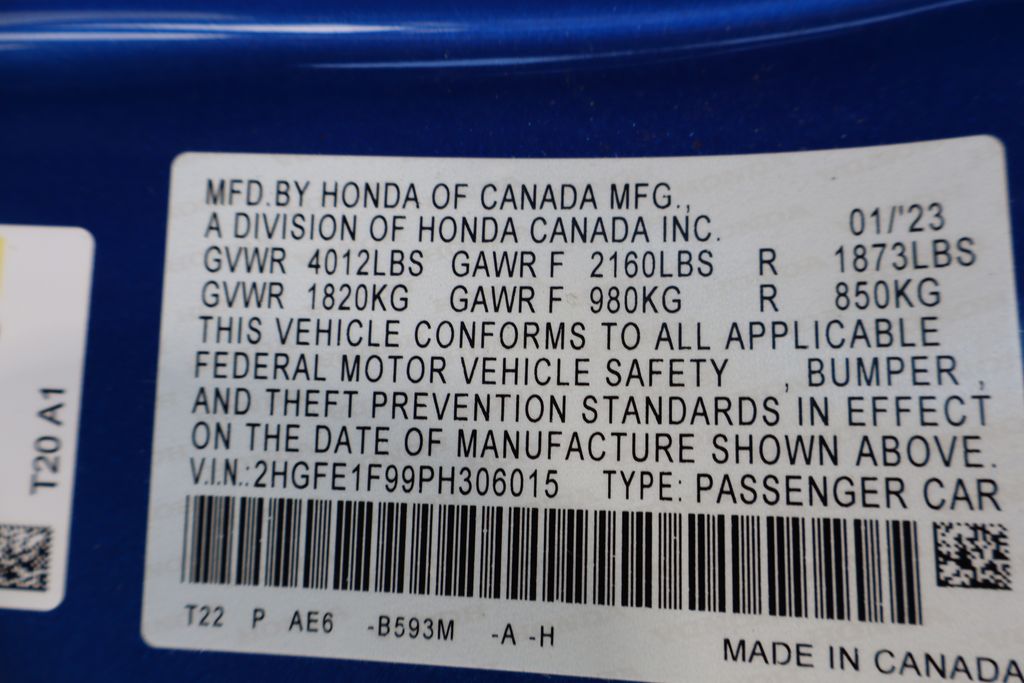 MFD.BY HONDA OF CANADA MFG.,
A DIVISION OF HONDA CANADA INC. 01/'23
GVWR 4012LBS GAWR F 2160LBS R 1873LBS
GVWR 1820KG GAWR F 980KG R 850KG
THIS VEHICLE CONFORMS TO ALL APPLICABLE
FEDERAL MOTOR VEHICLE SAFETY , BUMPER ,
AND THEFT PREVENTION STANDARDS IN EFFECT
ON THE DATE OF MANUFACTURE SHOWN ABOVE.
V.I.N.:2HGFE1F99PH306015 TYPE: PASSENGER CAR
T22 P AE6 -B593M -A -H
MADE IN CANADA
T20 A1